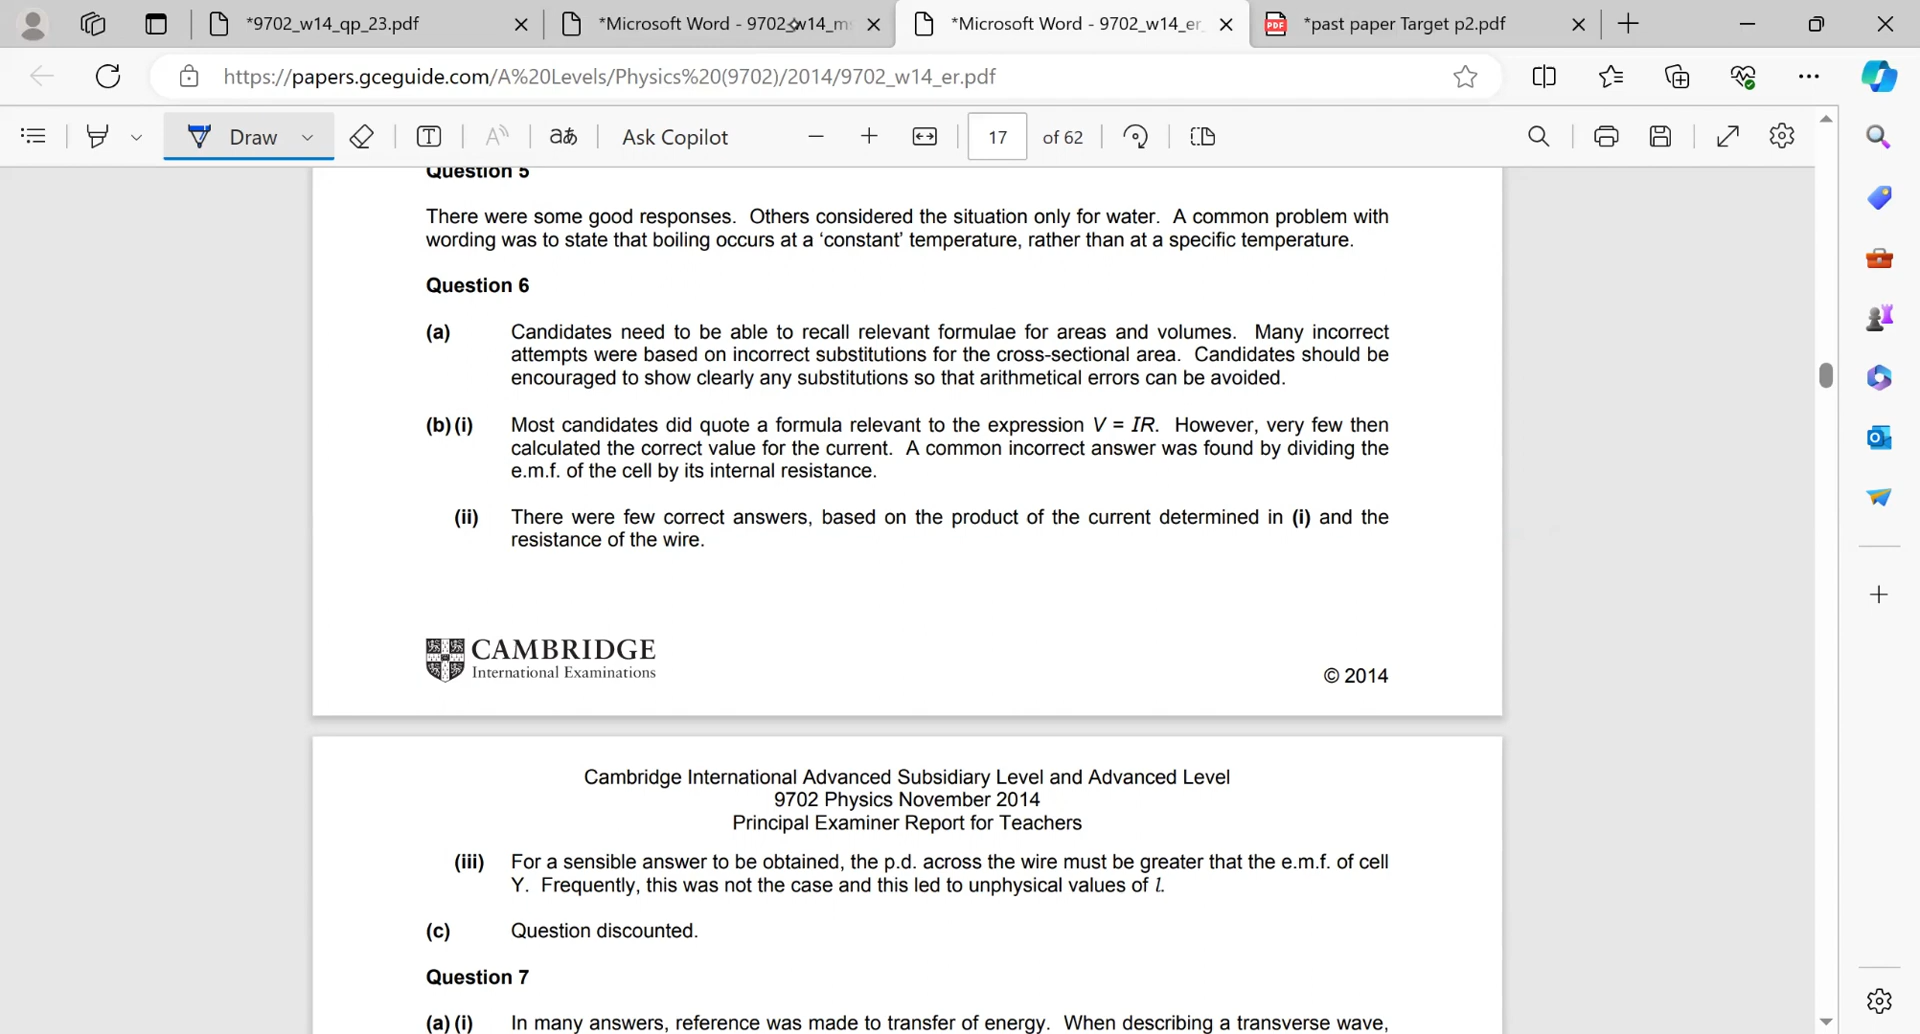 *9702_w14_qp_23.pdf
*Microsoft Word - 9702_w14_m
*Microsoft Word - 9702_w14_er_
*past paper Target p2.pdf
https://papers.gceguide.com/A%20Levels/Physics%20(9702)/2014/9702_w14_er.pdf
Draw
T
A
aあ
Ask Copilot
17
of 62
Question 5
There were some good responses. Others considered the situation only for water. A common problem with
wording was to state that boiling occurs at a ‘constant’ temperature, rather than at a specific temperature.
Question 6
(a) Candidates need to be able to recall relevant formulae for areas and volumes. Many incorrect
attempts were based on incorrect substitutions for the cross-sectional area. Candidates should be
encouraged to show clearly any substitutions so that arithmetical errors can be avoided.
(b) (i) Most candidates did quote a formula relevant to the expression V = IR. However, very few then
calculated the correct value for the current. A common incorrect answer was found by dividing the
e.m.f. of the cell by its internal resistance.
(ii) There were few correct answers, based on the product of the current determined in (i) and the
resistance of the wire.
CAMBRIDGE
International Examinations
© 2014
Cambridge International Advanced Subsidiary Level and Advanced Level
9702 Physics November 2014
Principal Examiner Report for Teachers
(iii) For a sensible answer to be obtained, the p.d. across the wire must be greater that the e.m.f. of cell
Y. Frequently, this was not the case and this led to unphysical values of l.
(c) Question discounted.
Question 7
(a) (i) In many answers, reference was made to transfer of energy. When describing a transverse wave,